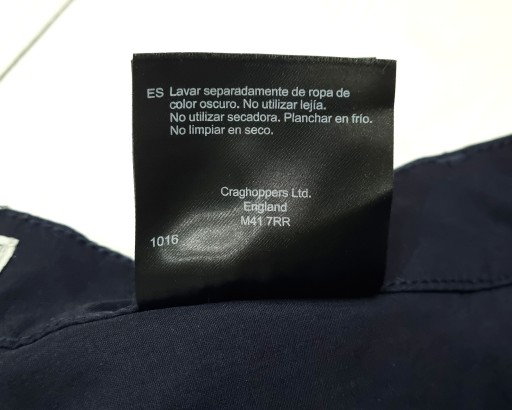 ES Lavar separadamente de ropa de
color oscuro. No utilizar lejía.
No utilizar secadora. Planchar en frío.
No limpiar en seco.
Craghoppers Ltd.
England
M41 7RR
1016